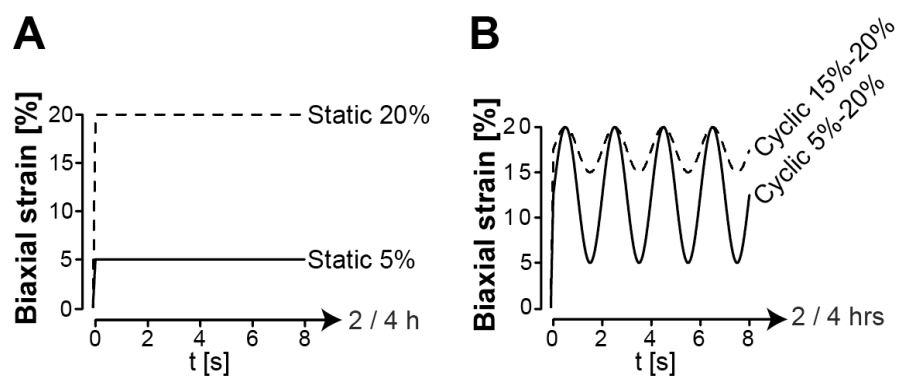 A
Biaxial strain [%]
20
15
10
5
0
Static 20%
Static 5%
0 2 4 6 8
2 / 4 h
t [s]
B
Biaxial strain [%]
20
15
10
5
0
Cyclic 15%-20%
Cyclic 5%-20%
0 2 4 6 8
2 / 4 hrs
t [s]